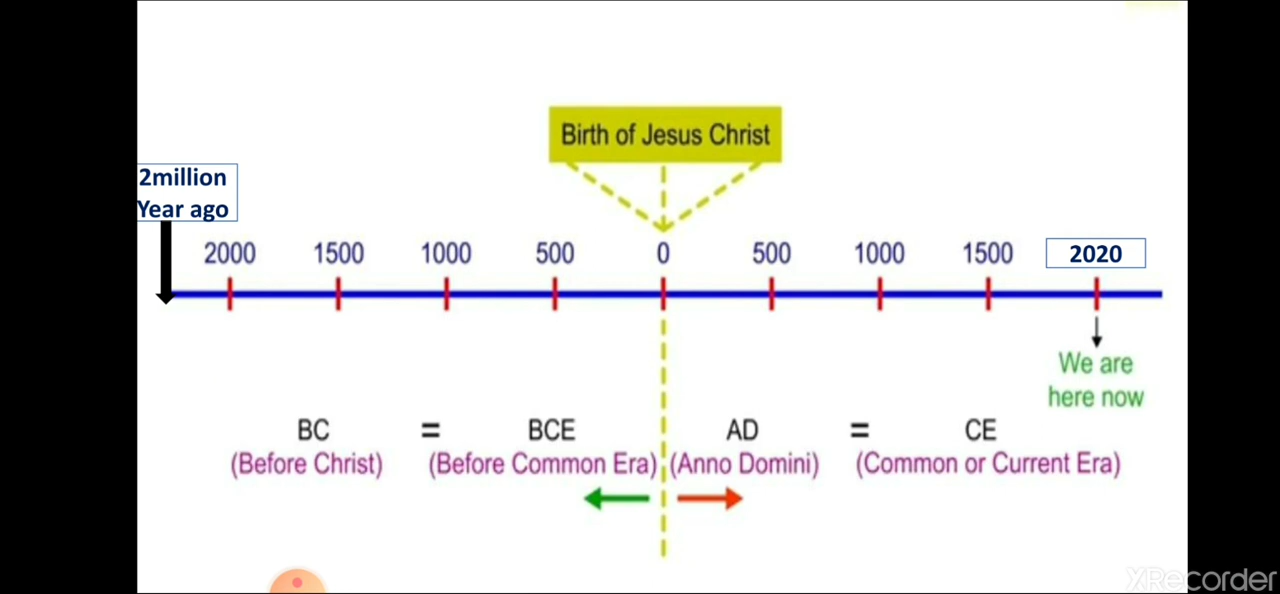 Birth of Jesus Christ
2million
Year ago
2000 1500 1000 500 0 500 1000 1500 2020
We are
here now
BC = BCE AD = CE
(Before Christ) (Before Common Era) (Anno Domini) (Common or Current Era)
XRecorder